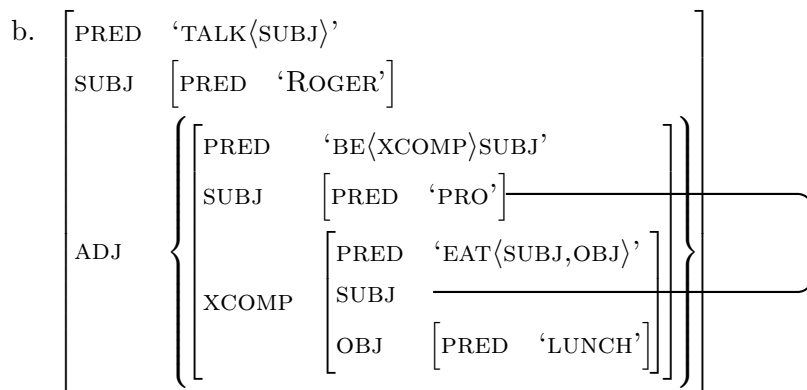 b. [PRED ‘TALK⟨SUBJ⟩’
SUBJ [PRED ‘ROGER’]
[PRED ‘BE⟨XCOMP⟩SUBJ’
SUBJ [PRED ‘PRO’]
[PRED ‘EAT⟨SUBJ,OBJ⟩’
ADJ
SUBJ
XCOMP
OBJ [PRED ‘LUNCH’]